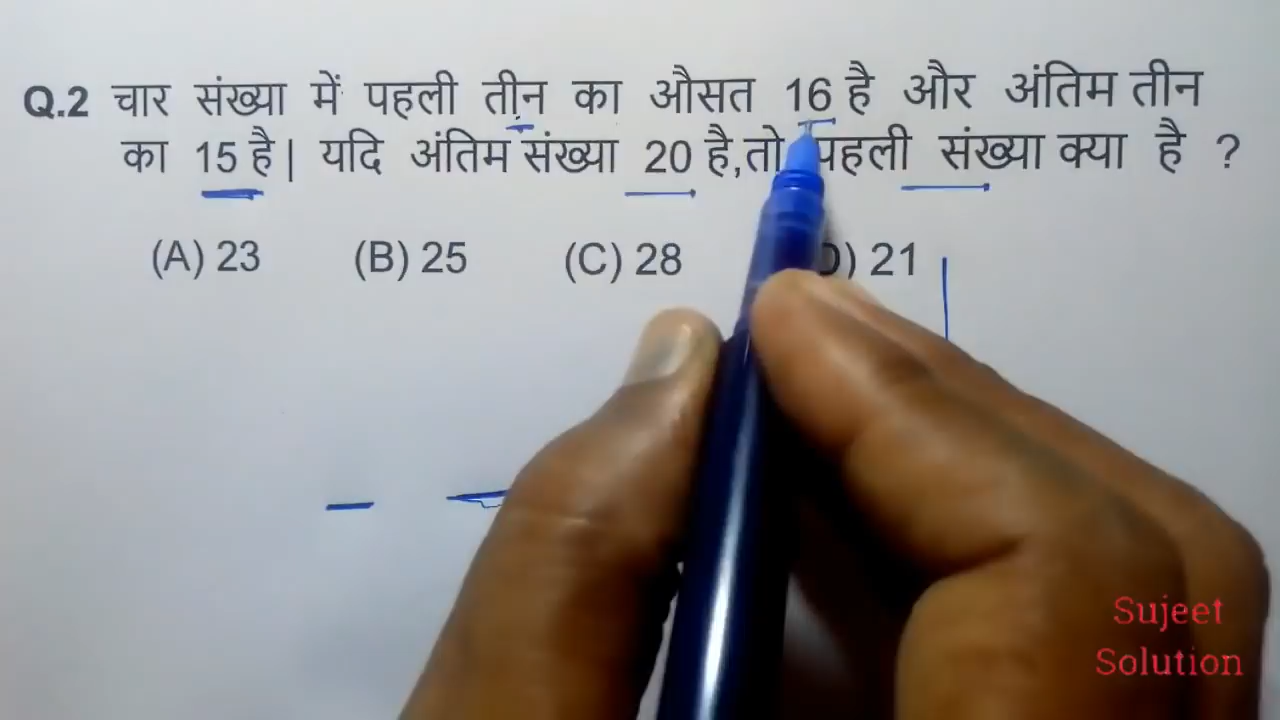 Q.2 चार संख्या में पहली तीन का औसत 16 है और अंतिम तीन
का 15 है| यदि अंतिम संख्या 20 है,तो पहली संख्या क्या है ?
(A) 23 (B) 25 (C) 28 D) 21
Sujeet
Solution